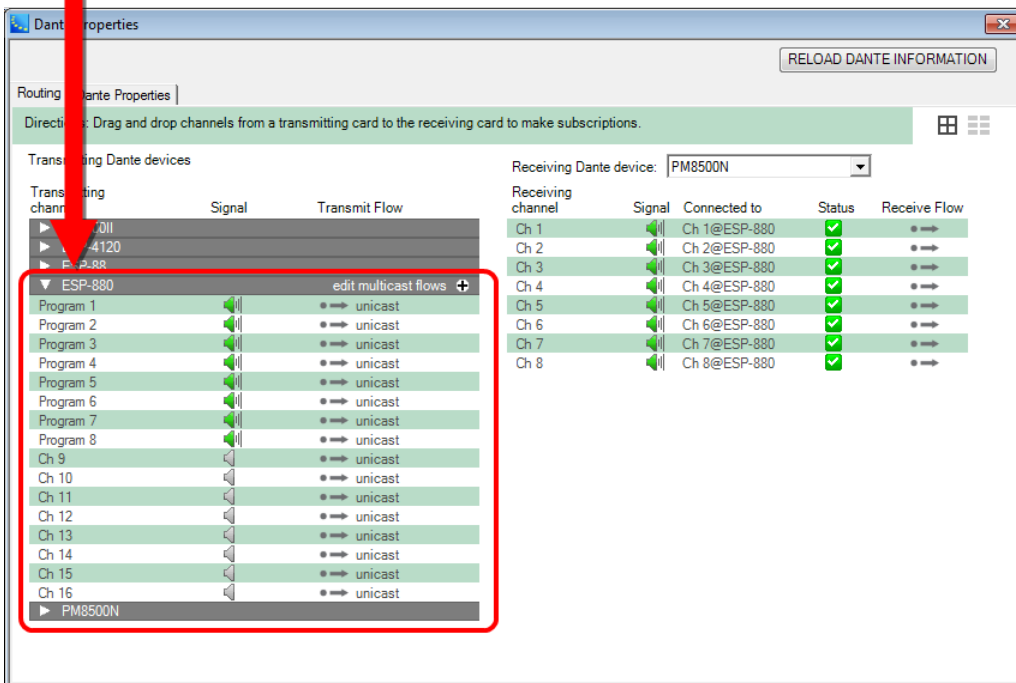 Dante Properties
RELOAD DANTE INFORMATION
Routing Dante Properties
Directions: Drag and drop channels from a transmitting card to the receiving card to make subscriptions.
Transmitting Dante devices
Transmitting channel Signal Transmit Flow
4120
ESP-88
ESP-880 edit multicast flows
Program 1 unicast
Program 2 unicast
Program 3 unicast
Program 4 unicast
Program 5 unicast
Program 6 unicast
Program 7 unicast
Program 8 unicast
Ch 9 unicast
Ch 10 unicast
Ch 11 unicast
Ch 12 unicast
Ch 13 unicast
Ch 14 unicast
Ch 15 unicast
Ch 16 unicast
PM8500N
Receiving Dante device: PM8500N
Receiving channel Signal Connected to Status Receive Flow
Ch 1 Ch 1@ESP-880
Ch 2 Ch 2@ESP-880
Ch 3 Ch 3@ESP-880
Ch 4 Ch 4@ESP-880
Ch 5 Ch 5@ESP-880
Ch 6 Ch 6@ESP-880
Ch 7 Ch 7@ESP-880
Ch 8 Ch 8@ESP-880